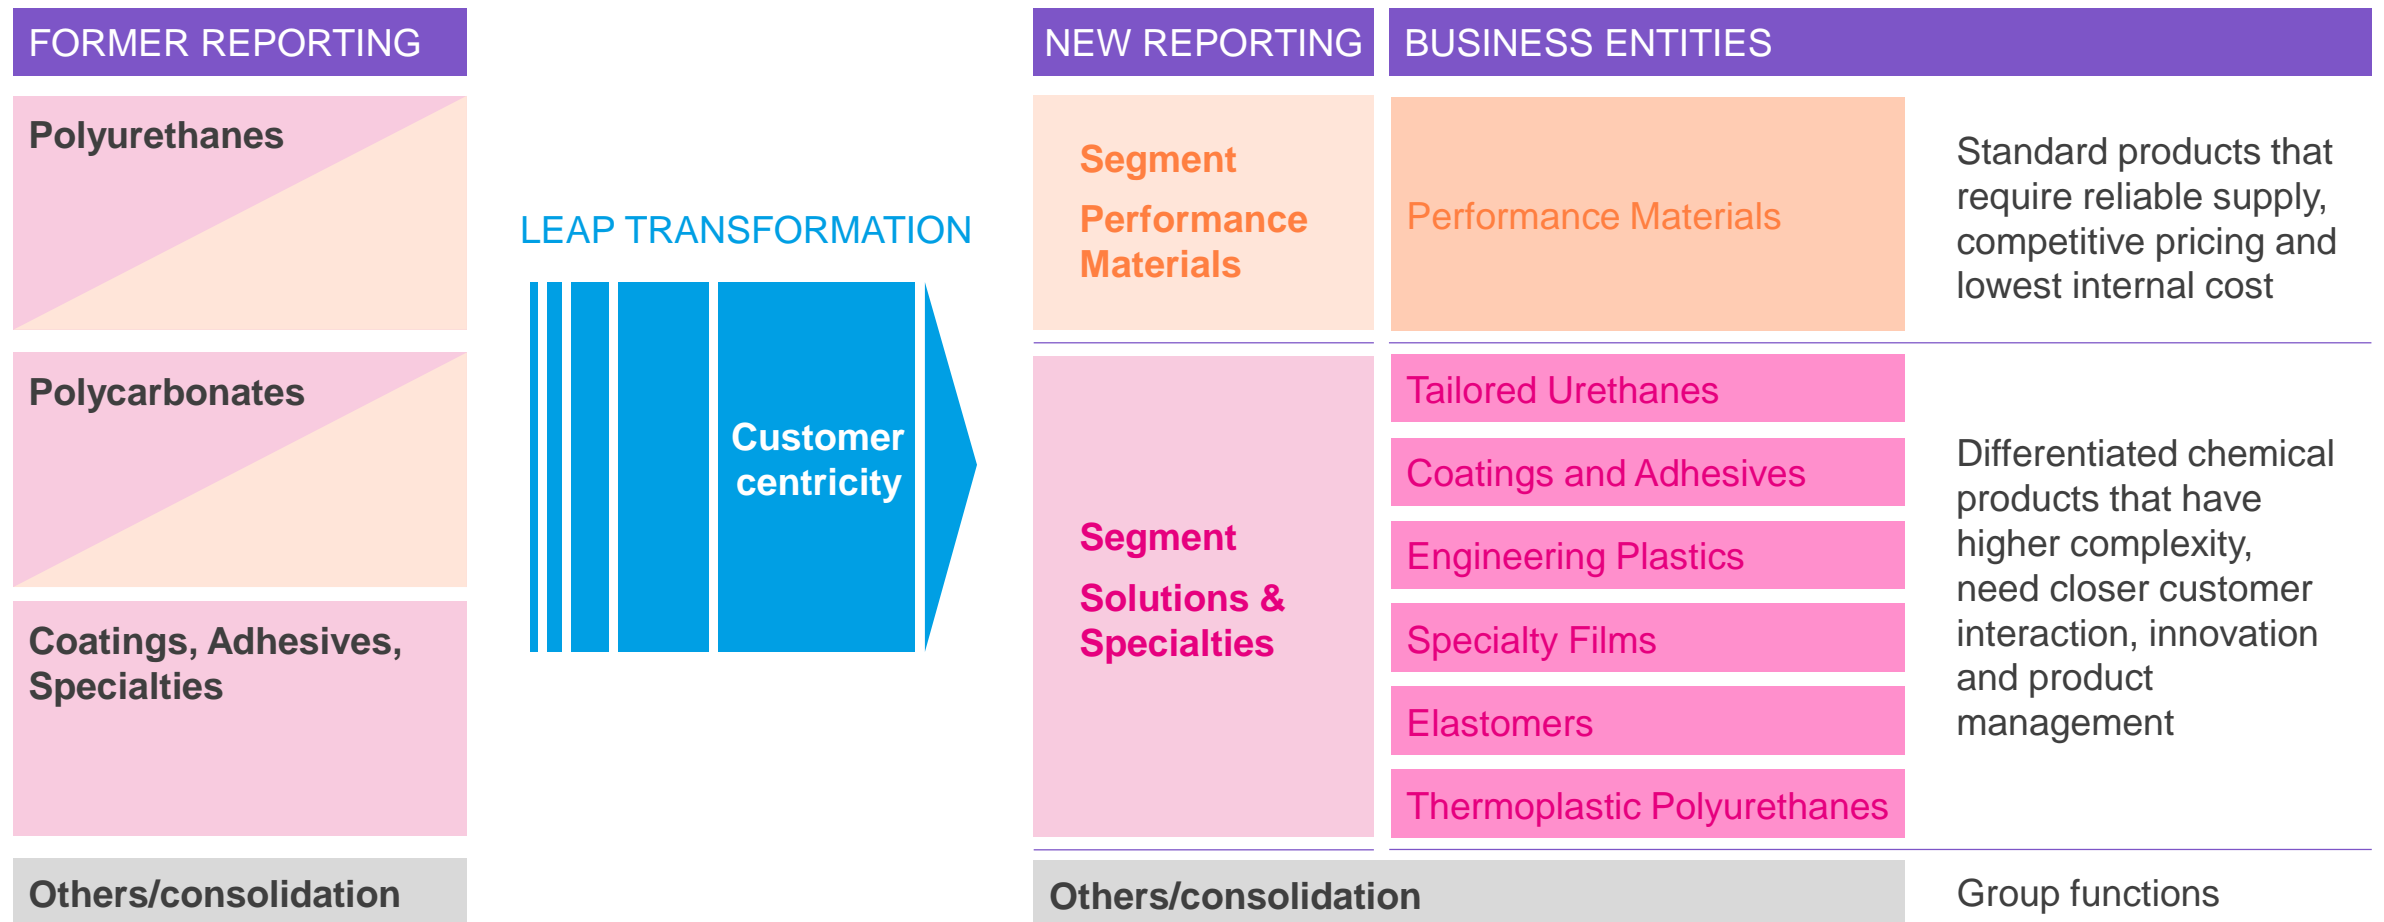 FORMER REPORTING
Polyurethanes
Polycarbonates
Coatings, Adhesives,
Specialties
Others/consolidation
LEAP TRANSFORMATION
Customer
centricity
NEW REPORTING
BUSINESS ENTITIES
Segment
Performance
Materials
Performance Materials
Standard products that
require reliable supply,
competitive pricing and
lowest internal cost
Segment
Solutions &
Specialties
Tailored Urethanes
Coatings and Adhesives
Engineering Plastics
Specialty Films
Elastomers
Thermoplastic Polyurethanes
Differentiated chemical
products that have
higher complexity,
need closer customer
interaction, innovation
and product
management
Others/consolidation
Group functions